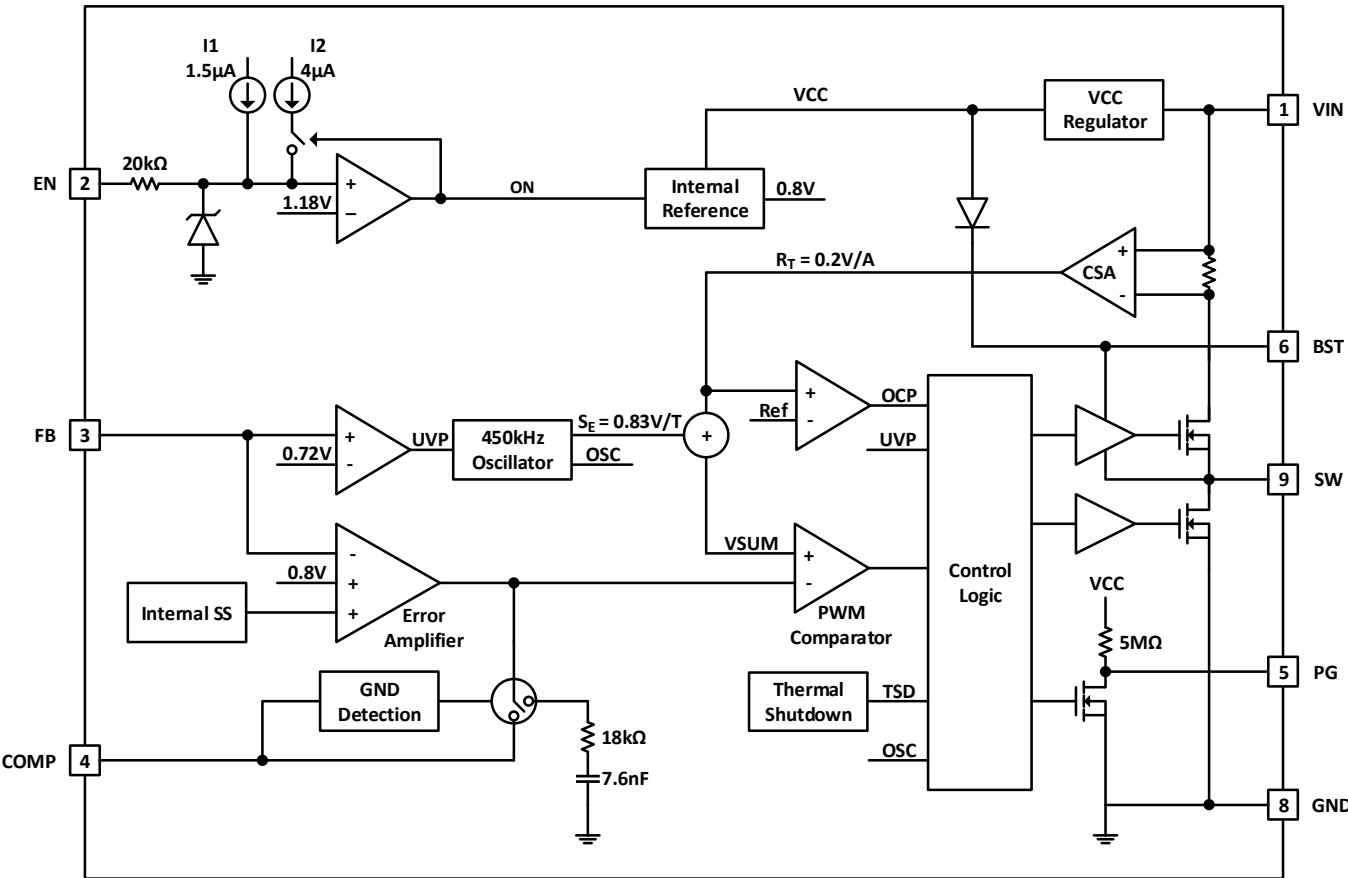 I1
1.5µA
I2
4µA
VCC
VCC
Regulator
1
VIN
EN
2
20kΩ
+
1.18V
−
ON
Internal
Reference
0.8V
RT = 0.2V/A
CSA
+
-
6
BST
FB
3
+
0.72V
-
UVP
450kHz
Oscillator
SE = 0.83V/T
OSC
+
+
Ref
-
OCP
UVP
9
SW
-
0.8V
+
+
Internal SS
Error
Amplifier
VSUM
+
-
PWM
Comparator
Control
Logic
VCC
5MΩ
5
PG
GND
Detection
Thermal
Shutdown
TSD
OSC
COMP
4
18kΩ
7.6nF
8
GND